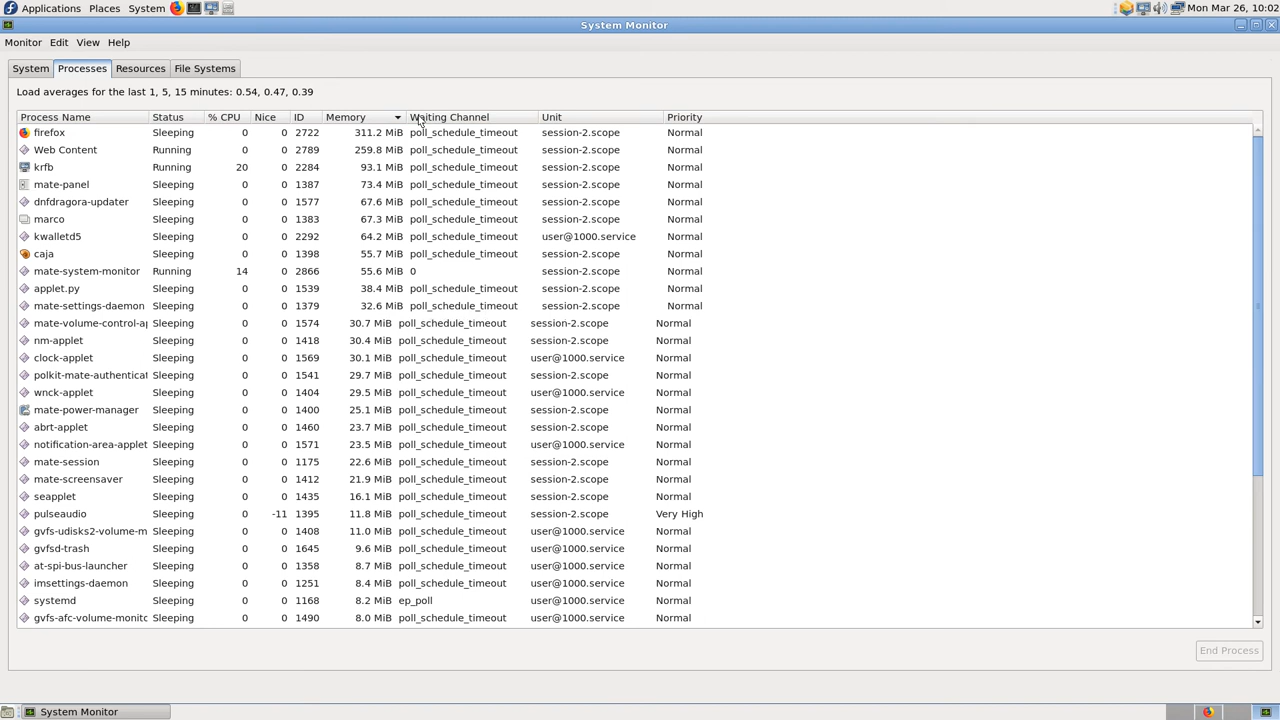 Applications Places System Mon Mar 26, 10:02
System Monitor
Monitor Edit View Help
System Processes Resources File Systems
Load averages for the last 1, 5, 15 minutes: 0.54, 0.47, 0.39
Process Name Status % CPU Nice ID Memory Waiting Channel Unit Priority
firefox Sleeping 0 0 2722 311.2 MiB poll_schedule_timeout session-2.scope Normal
Web Content Running 0 0 2789 259.8 MiB poll_schedule_timeout session-2.scope Normal
krfb Running 20 0 2284 93.1 MiB poll_schedule_timeout session-2.scope Normal
mate-panel Sleeping 0 0 1387 73.4 MiB poll_schedule_timeout session-2.scope Normal
dnfdragora-updater Sleeping 0 0 1577 67.6 MiB poll_schedule_timeout session-2.scope Normal
marco Sleeping 0 0 1383 67.3 MiB poll_schedule_timeout session-2.scope Normal
kwalletd5 Sleeping 0 0 2292 64.2 MiB poll_schedule_timeout user@1000.service Normal
caja Sleeping 0 0 1398 55.7 MiB poll_schedule_timeout session-2.scope Normal
mate-system-monitor Running 14 0 2866 55.6 MiB 0 session-2.scope Normal
applet.py Sleeping 0 0 1539 38.4 MiB poll_schedule_timeout session-2.scope Normal
mate-settings-daemon Sleeping 0 0 1379 32.6 MiB poll_schedule_timeout session-2.scope Normal
mate-volume-control-ap Sleeping 0 0 1574 30.7 MiB poll_schedule_timeout session-2.scope Normal
nm-applet Sleeping 0 0 1418 30.4 MiB poll_schedule_timeout session-2.scope Normal
clock-applet Sleeping 0 0 1569 30.1 MiB poll_schedule_timeout user@1000.service Normal
polkit-mate-authenticat Sleeping 0 0 1541 29.7 MiB poll_schedule_timeout session-2.scope Normal
wnck-applet Sleeping 0 0 1404 29.5 MiB poll_schedule_timeout user@1000.service Normal
mate-power-manager Sleeping 0 0 1400 25.1 MiB poll_schedule_timeout session-2.scope Normal
abrt-applet Sleeping 0 0 1460 23.7 MiB poll_schedule_timeout session-2.scope Normal
notification-area-applet Sleeping 0 0 1571 23.5 MiB poll_schedule_timeout user@1000.service Normal
mate-session Sleeping 0 0 1175 22.6 MiB poll_schedule_timeout session-2.scope Normal
mate-screensaver Sleeping 0 0 1412 21.9 MiB poll_schedule_timeout session-2.scope Normal
seapplet Sleeping 0 0 1435 16.1 MiB poll_schedule_timeout session-2.scope Normal
pulseaudio Sleeping 0 -11 1395 11.8 MiB poll_schedule_timeout session-2.scope Very High
gvfs-udisks2-volume-m Sleeping 0 0 1408 11.0 MiB poll_schedule_timeout user@1000.service Normal
gvfsd-trash Sleeping 0 0 1645 9.6 MiB poll_schedule_timeout user@1000.service Normal
at-spi-bus-launcher Sleeping 0 0 1358 8.7 MiB poll_schedule_timeout user@1000.service Normal
imsettings-daemon Sleeping 0 0 1251 8.4 MiB poll_schedule_timeout user@1000.service Normal
systemd Sleeping 0 0 1168 8.2 MiB ep_poll user@1000.service Normal
gvfs-afc-volume-monitc Sleeping 0 0 1490 8.0 MiB poll_schedule_timeout user@1000.service Normal
End Process
System Monitor